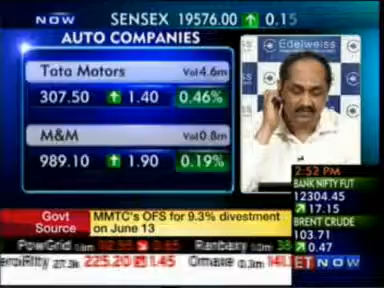 NOW SENSEX 19576.00 0.15
AUTO COMPANIES
Tata Motors Vol 4.6m
307.50 1.40 0.46%
M&M Vol 0.8m
989.10 1.90 0.19%
Edelweiss
2:52 PM
BANK NIFTY FUT
12304.45
17.15
BRENT CRUDE
103.71
0.47
Govt Source
MMTC's OFS for 9.3% divestment
on June 13
PowGrid
Ranbaxy
225.20 1.45
ET NOW